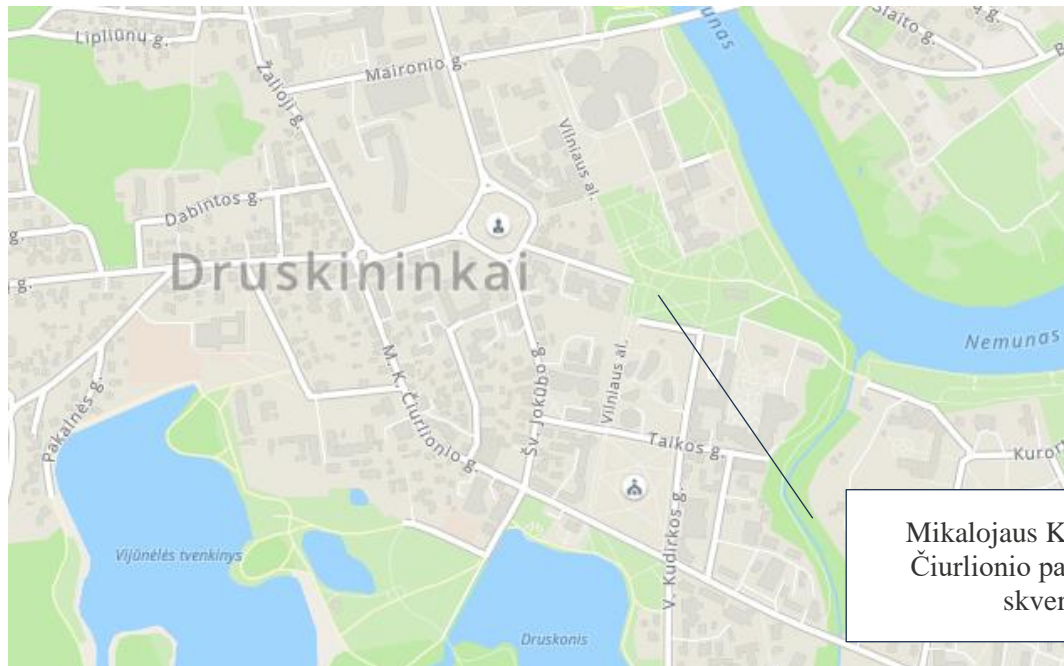 Lipliūnų g.
Maironio g.
Žalioji g.
Vilniaus al.
Slaito g.
g.
Dabintos g.
g.
g.
Druskininkai
Nemunas
Pakalnės g.
M. K. Čiurlionio g.
Šv. Jokūbo g.
Vilniaus al.
Taikos g.
V. Kudirkos g.
Vijūnėlės tvenkinys
Druskonis
Mikalojaus K
Čiurlionio pa
skver